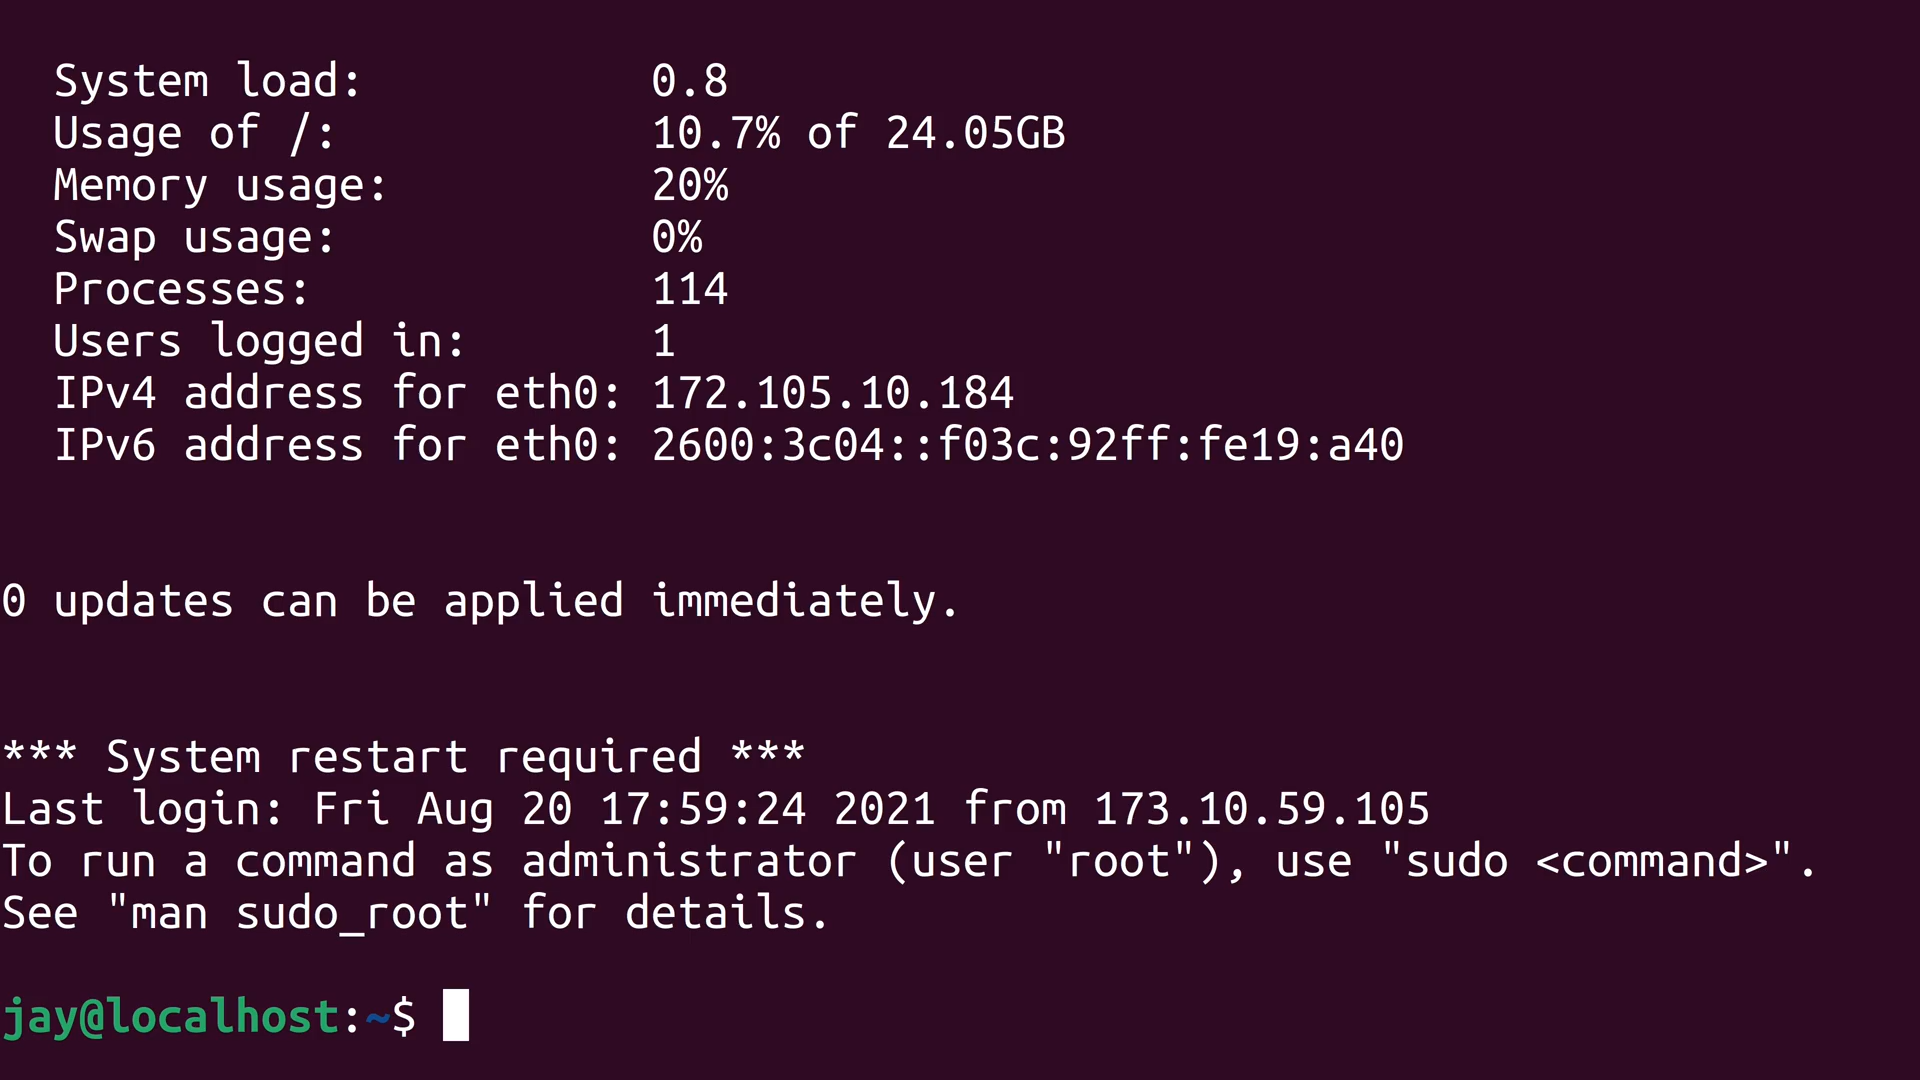 System load:           0.8
Usage of /:            10.7% of 24.05GB
Memory usage:          20%
Swap usage:            0%
Processes:             114
Users logged in:       1
IPv4 address for eth0: 172.105.10.184
IPv6 address for eth0: 2600:3c04::f03c:92ff:fe19:a40
0 updates can be applied immediately.
*** System restart required ***
Last login: Fri Aug 20 17:59:24 2021 from 173.10.59.105
To run a command as administrator (user "root"), use "sudo <command>".
See "man sudo_root" for details.
jay@localhost:~$